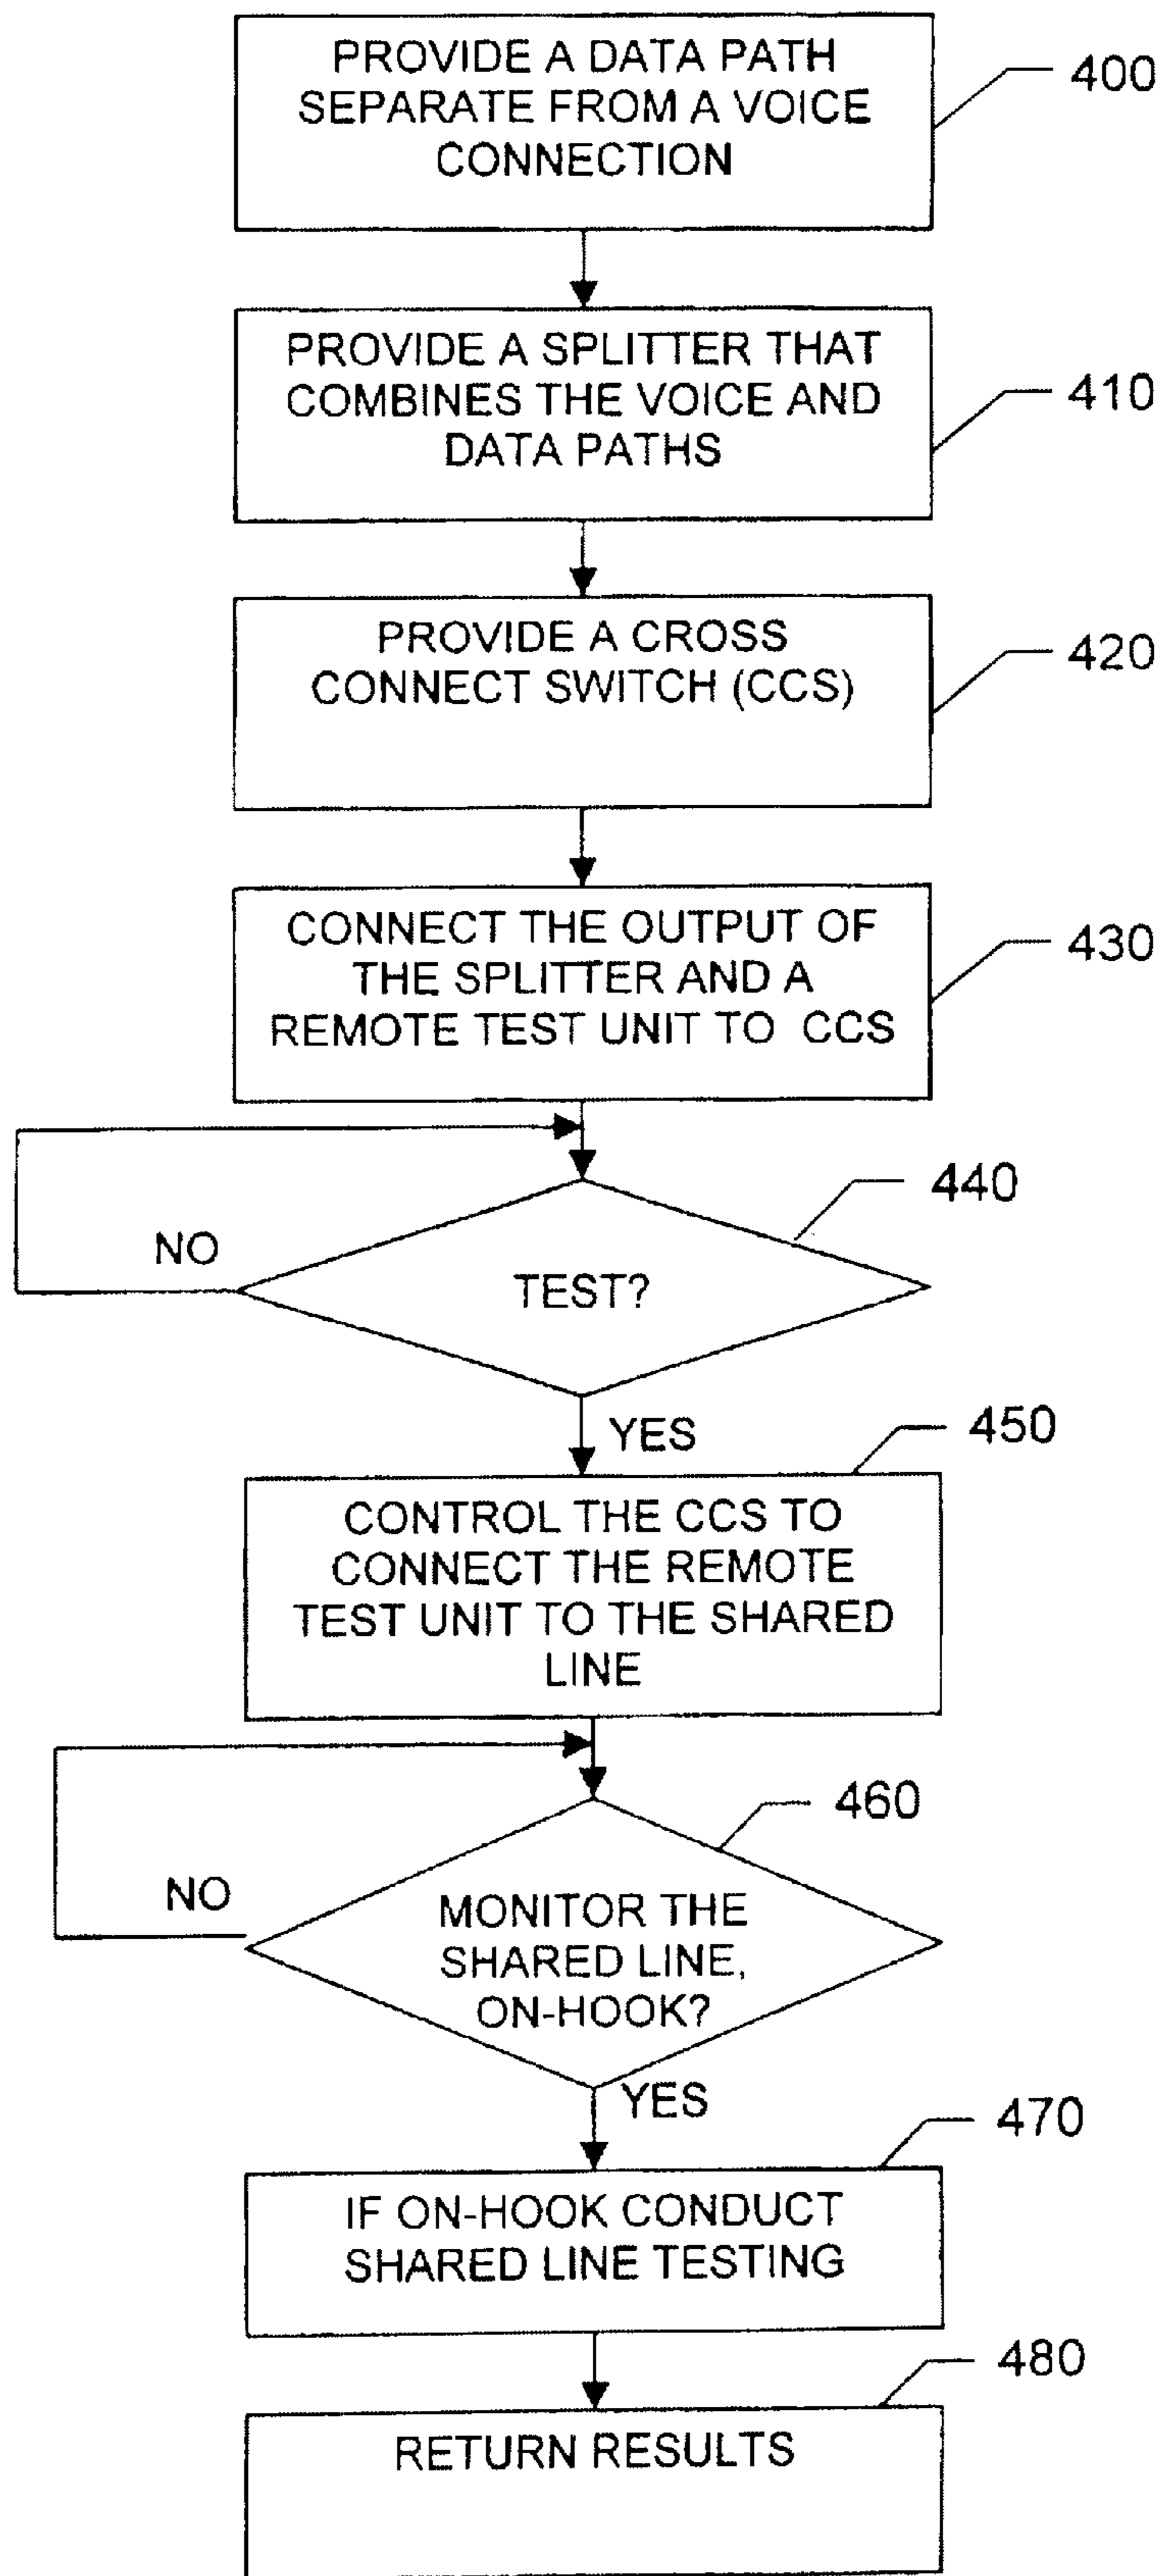 PROVIDE A DATA PATH
SEPARATE FROM A VOICE
CONNECTION
400
PROVIDE A SPLITTER THAT
COMBINES THE VOICE AND
DATA PATHS
410
PROVIDE A CROSS
CONNECT SWITCH (CCS)
420
CONNECT THE OUTPUT OF
THE SPLITTER AND A
REMOTE TEST UNIT TO CCS
430
440
NO
TEST?
YES
450
CONTROL THE CCS TO
CONNECT THE REMOTE
TEST UNIT TO THE SHARED
LINE
460
NO
MONITOR THE
SHARED LINE,
ON-HOOK?
YES
470
IF ON-HOOK CONDUCT
SHARED LINE TESTING
480
RETURN RESULTS